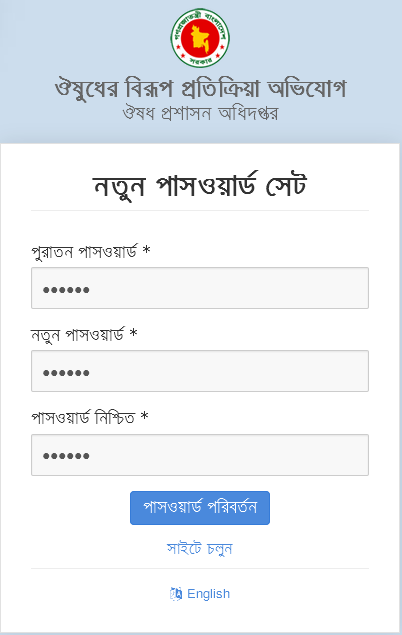 ঔষুধের বিরূপ প্রতিক্রিয়া অভিযোগ
ঔষধ প্রশাসন অধিদপ্তর
নতুন পাসওয়ার্ড সেট
পুরাতন পাসওয়ার্ড *
••••••
নতুন পাসওয়ার্ড *
••••••
পাসওয়ার্ড নিশ্চিত *
••••••
পাসওয়ার্ড পরিবর্তন
সাইটে চলুন
English